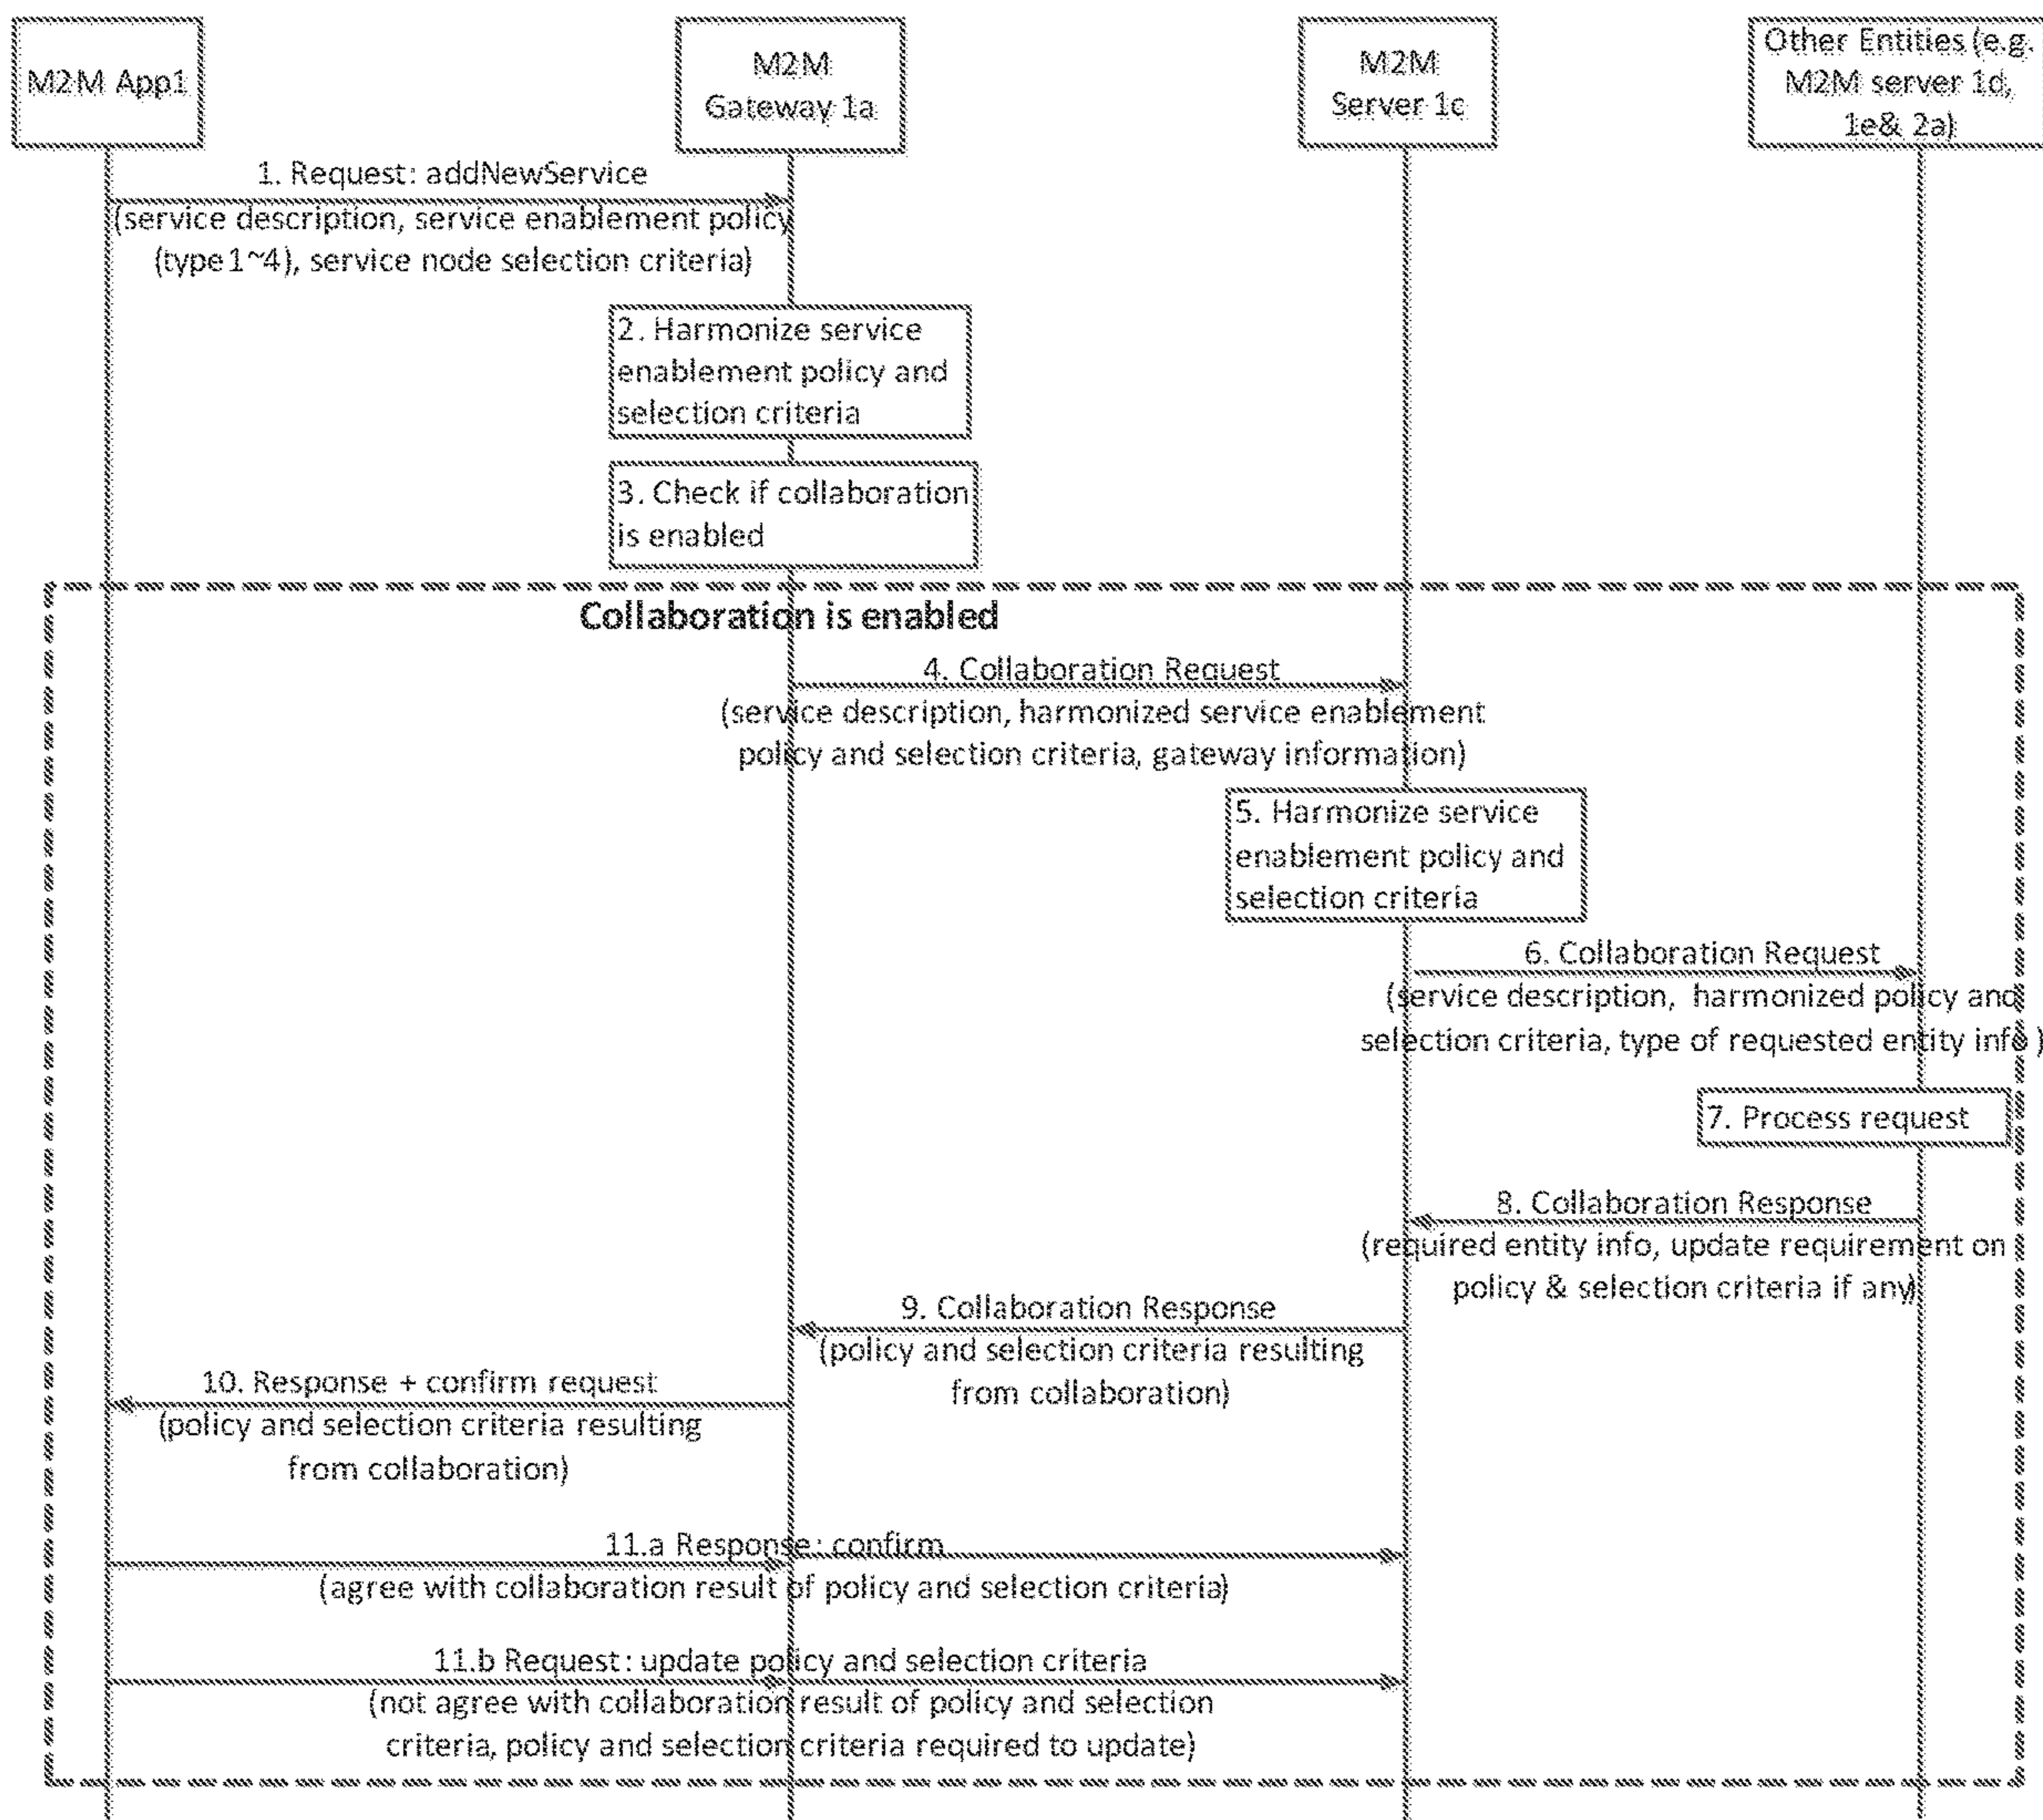 M2M App1
M2M
Gateway 1a
M2M
Server 1c
Other Entities (e.g.
M2M server 1d,
1e& 2a)
1. Request: addNewService
(service description, service enablement policy
(type1~4), service node selection criteria)
2. Harmonize service
enablement policy and
selection criteria
3. Check if collaboration
is enabled
Collaboration is enabled
4. Collaboration Request
(service description, harmonized service enablement
policy and selection criteria, gateway information)
5. Harmonize service
enablement policy and
selection criteria
6. Collaboration Request
(service description, harmonized policy and
selection criteria, type of requested entity info )
7. Process request
8. Collaboration Response
(required entity info, update requirement on
policy & selection criteria if any)
9. Collaboration Response
(policy and selection criteria resulting
from collaboration)
10. Response + confirm request
(policy and selection criteria resulting
from collaboration)
11.a Response: confirm
(agree with collaboration result of policy and selection criteria)
11.b Request: update policy and selection criteria
(not agree with collaboration result of policy and selection
criteria, policy and selection criteria required to update)